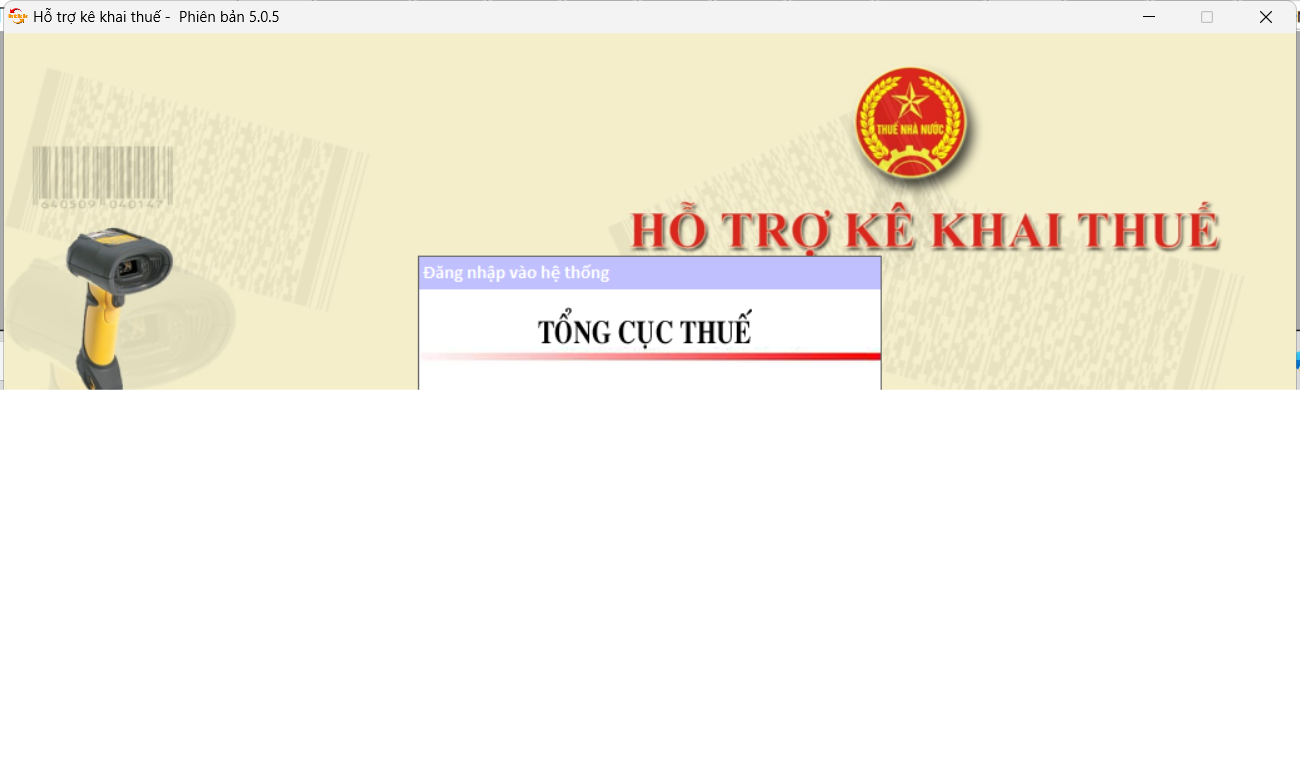 Hỗ trợ kê khai thuế -  Phiên bản 5.0.5
THUẾ NHÀ NƯỚC
640509 040147
HỖ TRỢ KÊ KHAI THUẾ
Đăng nhập vào hệ thống
TỔNG CỤC THUẾ